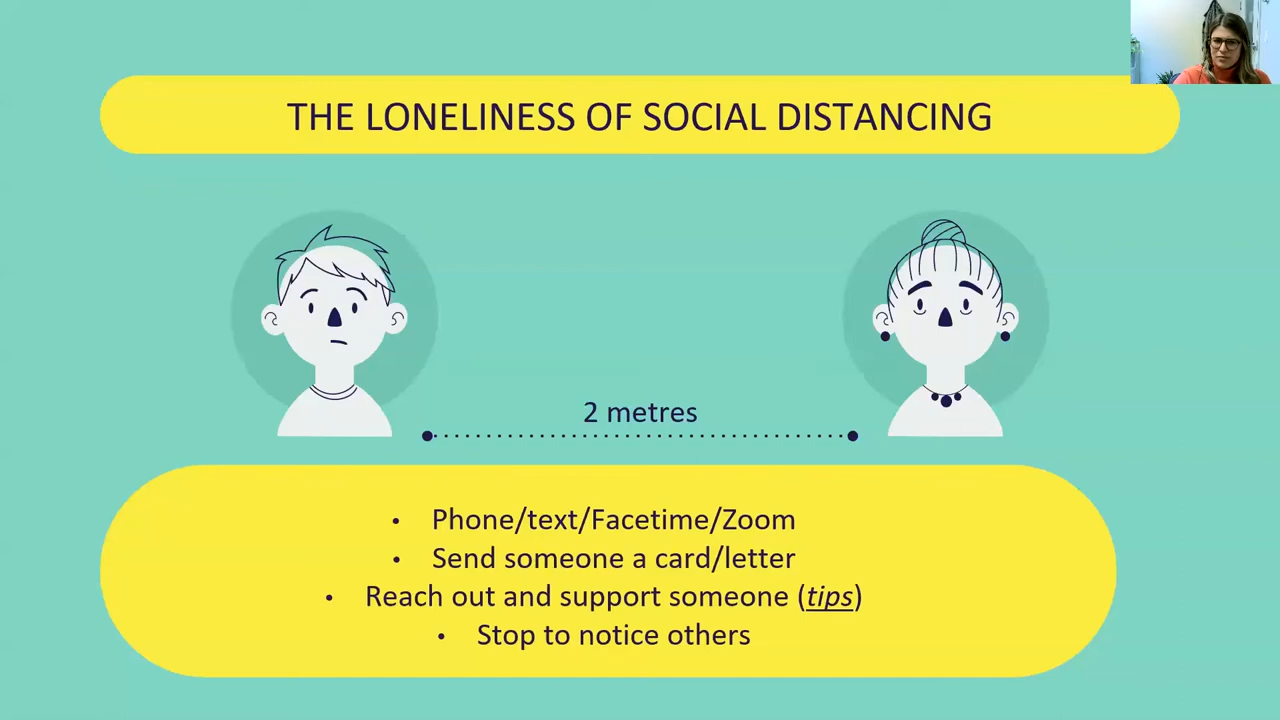 THE LONELINESS OF SOCIAL DISTANCING
2 metres
• Phone/text/Facetime/Zoom
• Send someone a card/letter
• Reach out and support someone (tips)
• Stop to notice others